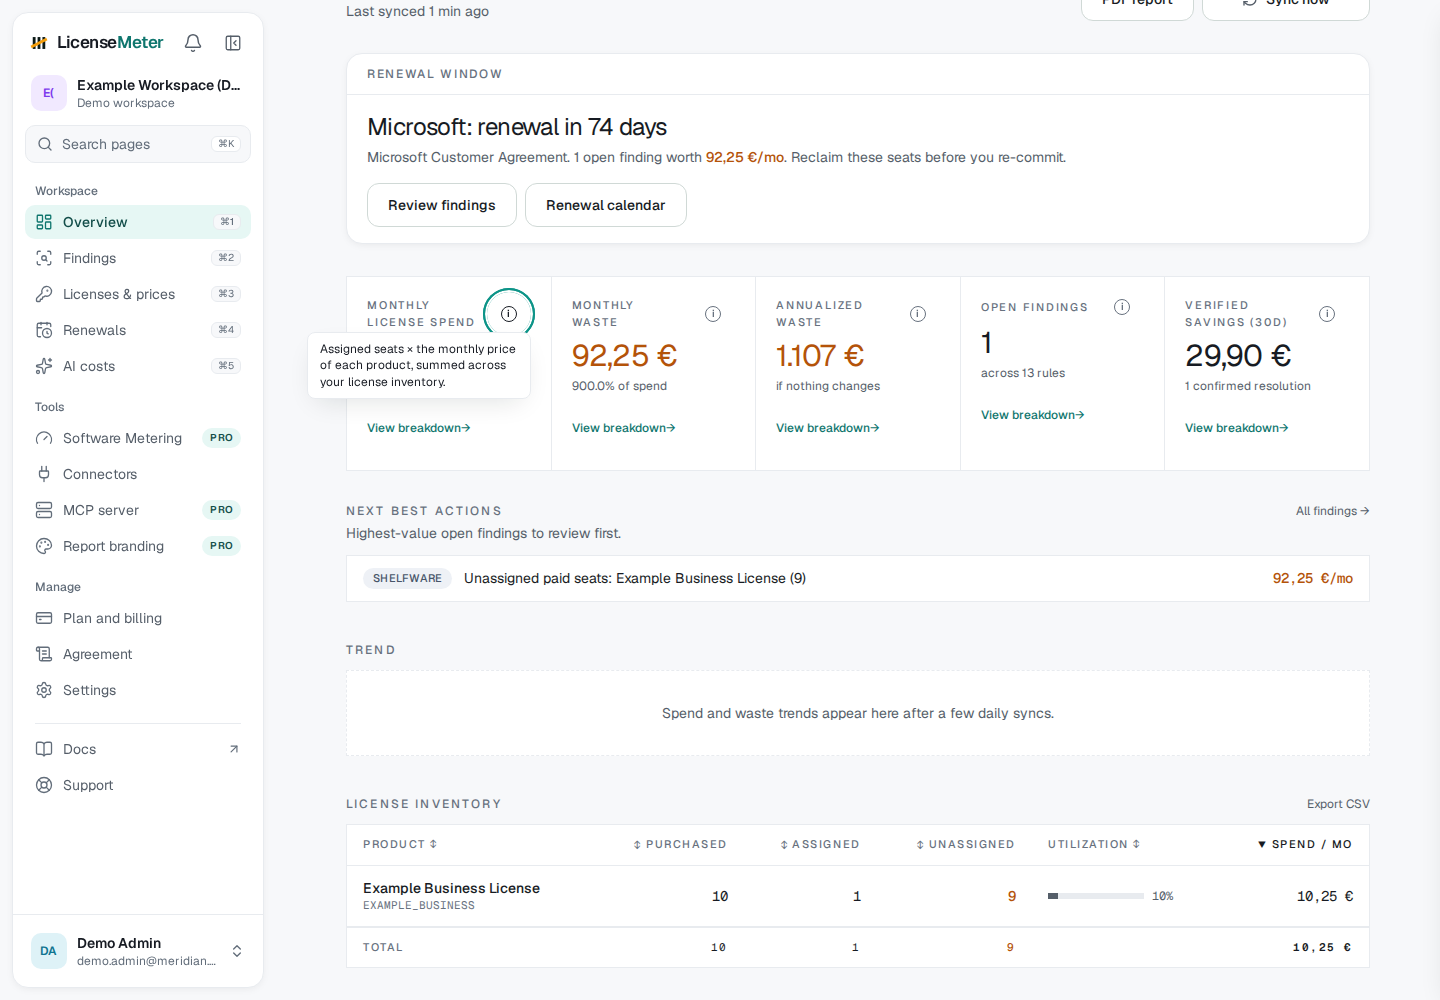 LicenseMeter
E(
Example Workspace (D...
Demo workspace
Search pages
⌘K
Workspace
Overview
⌘1
Findings
⌘2
Licenses & prices
⌘3
Renewals
⌘4
AI costs
⌘5
Tools
Software Metering
PRO
Connectors
MCP server
PRO
Report branding
PRO
Manage
Plan and billing
Agreement
Settings
Docs
Support
DA
Demo Admin
demo.admin@meridian....
Last synced 1 min ago
PDF report
Sync now
RENEWAL WINDOW
Microsoft: renewal in 74 days
Microsoft Customer Agreement. 1 open finding worth 92,25 €/mo. Reclaim these seats before you re-commit.
Review findings
Renewal calendar
MONTHLY
LICENSE SPEND
Assigned seats × the monthly price
of each product, summed across
your license inventory.
View breakdown→
MONTHLY
WASTE
92,25 €
900.0% of spend
View breakdown→
ANNUALIZED
WASTE
1.107 €
if nothing changes
View breakdown→
OPEN FINDINGS
1
across 13 rules
View breakdown→
VERIFIED
SAVINGS (30D)
29,90 €
1 confirmed resolution
View breakdown→
NEXT BEST ACTIONS
All findings →
Highest-value open findings to review first.
SHELFWARE
Unassigned paid seats: Example Business License (9)
92,25 €/mo
TREND
Spend and waste trends appear here after a few daily syncs.
LICENSE INVENTORY
Export CSV
PRODUCT ↕ ↕ PURCHASED ↕ ASSIGNED ↕ UNASSIGNED UTILIZATION ↕ ▼ SPEND / MO
Example Business License 10 1 9 10% 10,25 €
EXAMPLE_BUSINESS
TOTAL 10 1 9 10,25 €